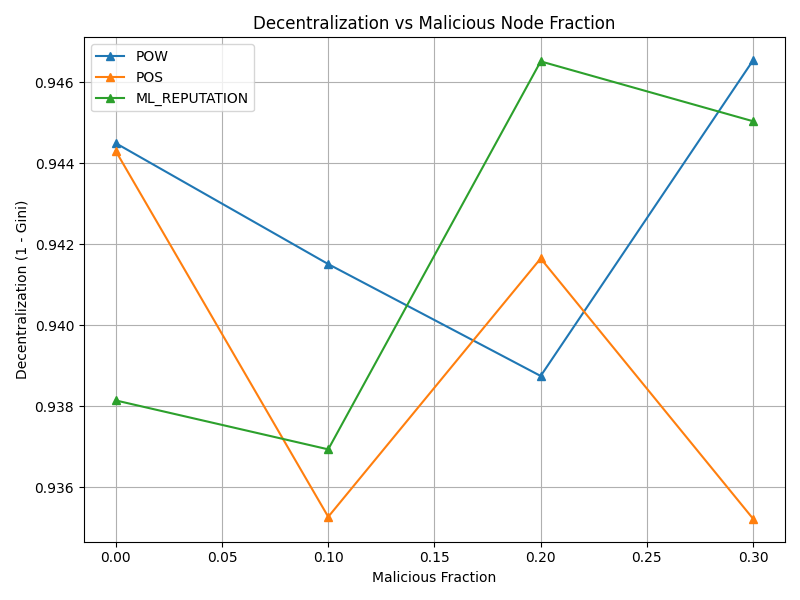 Decentralization vs Malicious Node Fraction
POW
POS
ML_REPUTATION
Decentralization (1 - Gini)
0.946
0.944
0.942
0.940
0.938
0.936
0.00 0.05 0.10 0.15 0.20 0.25 0.30
Malicious Fraction